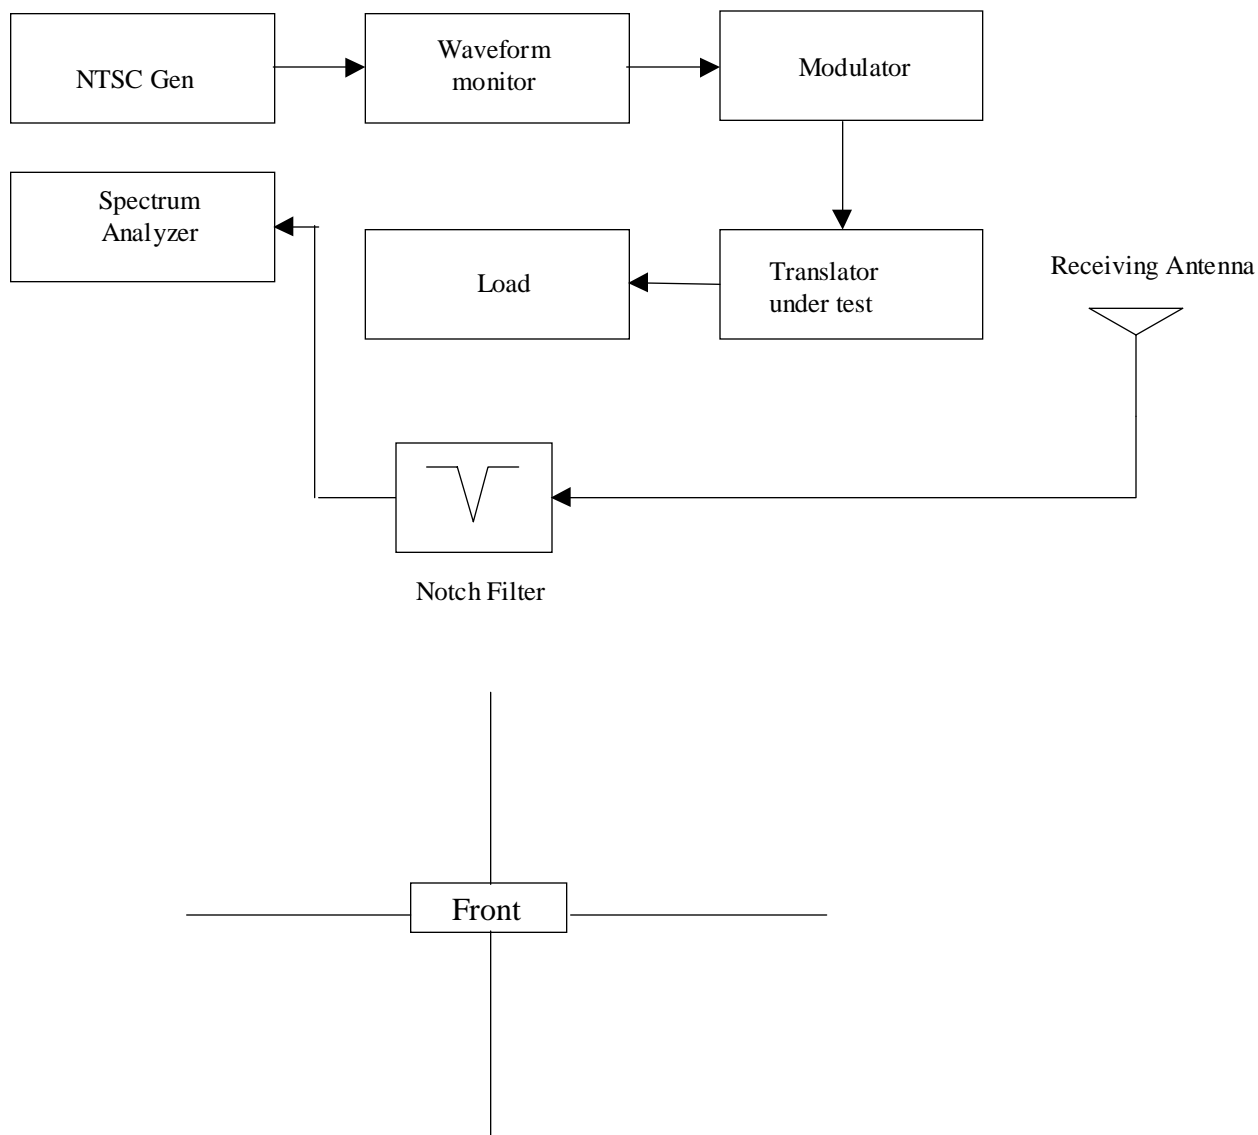 NTSC Gen
Waveform
monitor
Modulator
Spectrum
Analyzer
Load
Translator
under test
Receiving Antenna
Notch Filter
Front